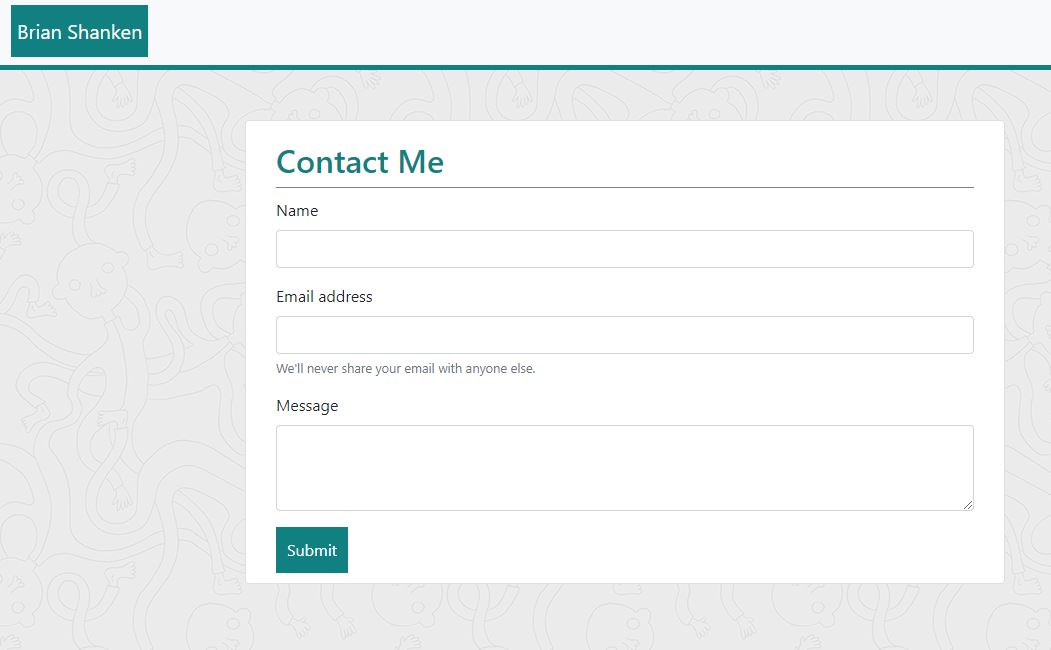 Brian Shanken
Contact Me
Name
Email address
We'll never share your email with anyone else.
Message
Submit